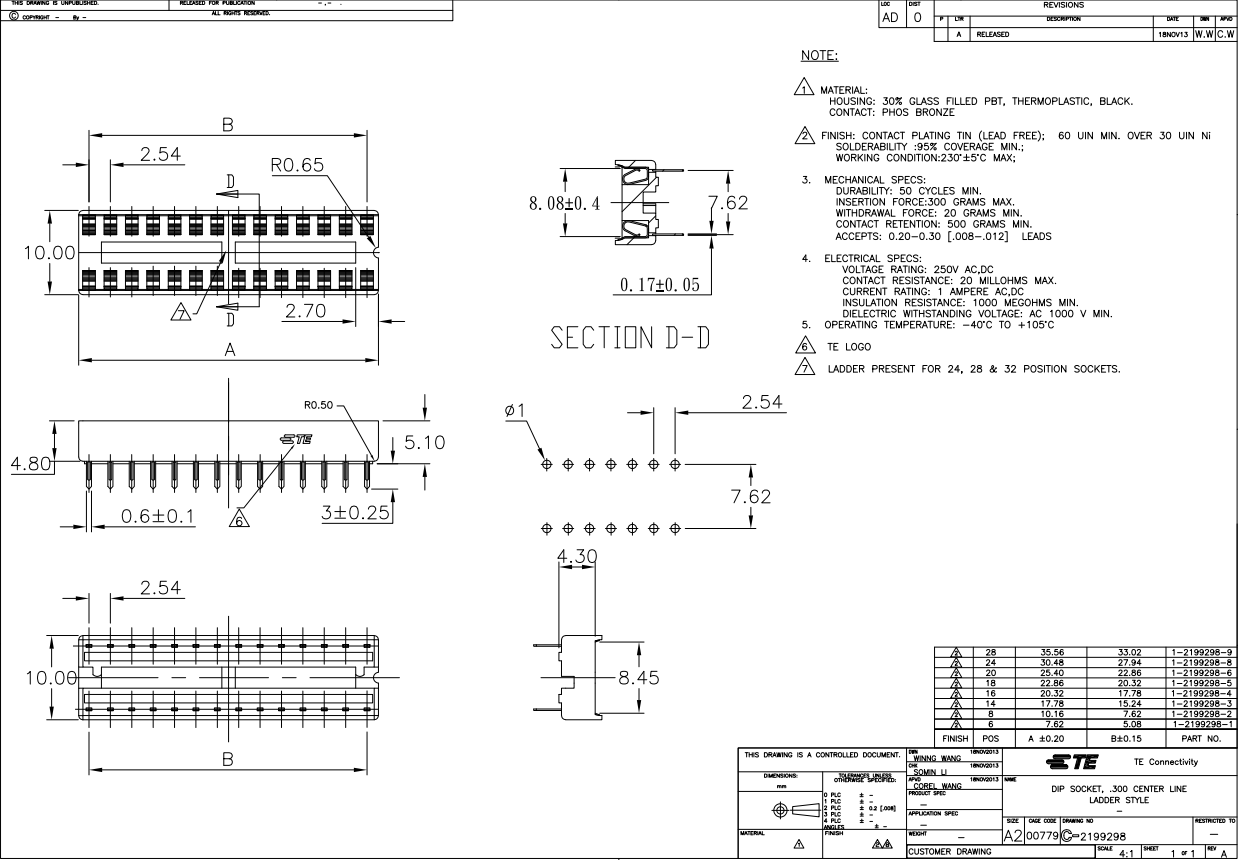 THIS DRAWING IS UNPUBLISHED.
RELEASED FOR PUBLICATION
© COPYRIGHT - By -
ALL RIGHTS RESERVED.
LOC
DIST
AD
O
REVISIONS
P LTR DESCRIPTION DATE DWN APVD
A RELEASED 18NOV13 W.W C.W
NOTE:
1 MATERIAL:
HOUSING: 30% GLASS FILLED PBT, THERMOPLASTIC, BLACK.
CONTACT: PHOS BRONZE
2 FINISH: CONTACT PLATING TIN (LEAD FREE); 60 UIN MIN. OVER 30 UIN Ni
SOLDERABILITY :95% COVERAGE MIN.;
WORKING CONDITION:230°±5°C MAX;
3. MECHANICAL SPECS:
DURABILITY: 50 CYCLES MIN.
INSERTION FORCE:300 GRAMS MAX.
WITHDRAWAL FORCE: 20 GRAMS MIN.
CONTACT RETENTION: 500 GRAMS MIN.
ACCEPTS: 0.20-0.30 [.008-.012] LEADS
4. ELECTRICAL SPECS:
VOLTAGE RATING: 250V AC,DC
CONTACT RESISTANCE: 20 MILLOHMS MAX.
CURRENT RATING: 1 AMPERE AC,DC
INSULATION RESISTANCE: 1000 MEGOHMS MIN.
DIELECTRIC WITHSTANDING VOLTAGE: AC 1000 V MIN.
5. OPERATING TEMPERATURE: -40°C TO +105°C
6 TE LOGO
7 LADDER PRESENT FOR 24, 28 & 32 POSITION SOCKETS.
B
2.54
R0.65
D
10.00
7
D
2.70
A
8.08±0.4
7.62
0.17±0.05
SECTION D-D
R0.50
TE
4.80
5.10
0.6±0.1
6
3±0.25
ø1
2.54
7.62
2.54
10.00
B
4.30
8.45
2 28 35.56 33.02 1-2199298-9
2 24 30.48 27.94 1-2199298-8
2 20 25.40 22.86 1-2199298-6
2 18 22.86 20.32 1-2199298-5
2 16 20.32 17.78 1-2199298-4
2 14 17.78 15.24 1-2199298-3
2 8 10.16 7.62 1-2199298-2
2 6 7.62 5.08 1-2199298-1
FINISH POS A ±0.20 B±0.15 PART NO.
THIS DRAWING IS A CONTROLLED DOCUMENT.
DIMENSIONS:
mm
TOLERANCES UNLESS
OTHERWISE SPECIFIED:
0 PLC ± -
1 PLC ± -
2 PLC ± 0.2 [.008]
3 PLC ± -
4 PLC ± -
ANGLES ± -
MATERIAL
1
FINISH
DWN 18NOV2013
WINNG WANG
CHK 18NOV2013
SOMIN LI
APVD 18NOV2013
COREL WANG
PRODUCT SPEC
-
APPLICATION SPEC
-
WEIGHT -
CUSTOMER DRAWING
TE
TE Connectivity
NAME
DIP SOCKET, .300 CENTER LINE
LADDER STYLE
-
SIZE CAGE CODE DRAWING NO RESTRICTED TO
A2 00779 C=2199298 -
SCALE 4:1 SHEET 1 OF 1 REV A